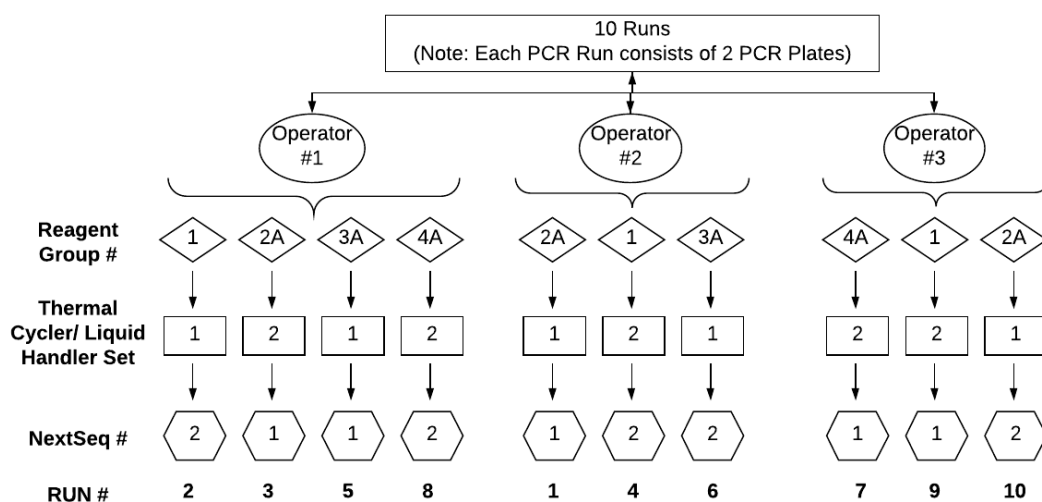 10 Runs
(Note: Each PCR Run consists of 2 PCR Plates)
Operator
#1
Operator
#2
Operator
#3
Reagent
Group #
1 2A 3A 4A 2A 1 3A 4A 1 2A
Thermal
Cycler/ Liquid
Handler Set
1 2 1 2 1 2 1 2 2 1
NextSeq # 2 1 1 2 1 2 2 1 1 2
RUN # 2 3 5 8 1 4 6 7 9 10